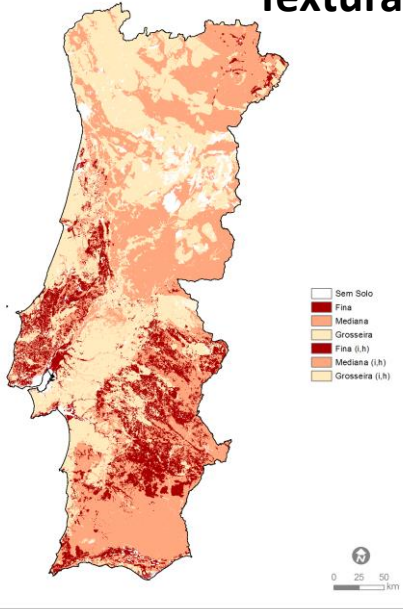 Textura
Sem Solo
Fina
Mediana
Grosseira
Fina (i,h)
Mediana (i,h)
Grosseira (i,h)
N
0 25 50
km